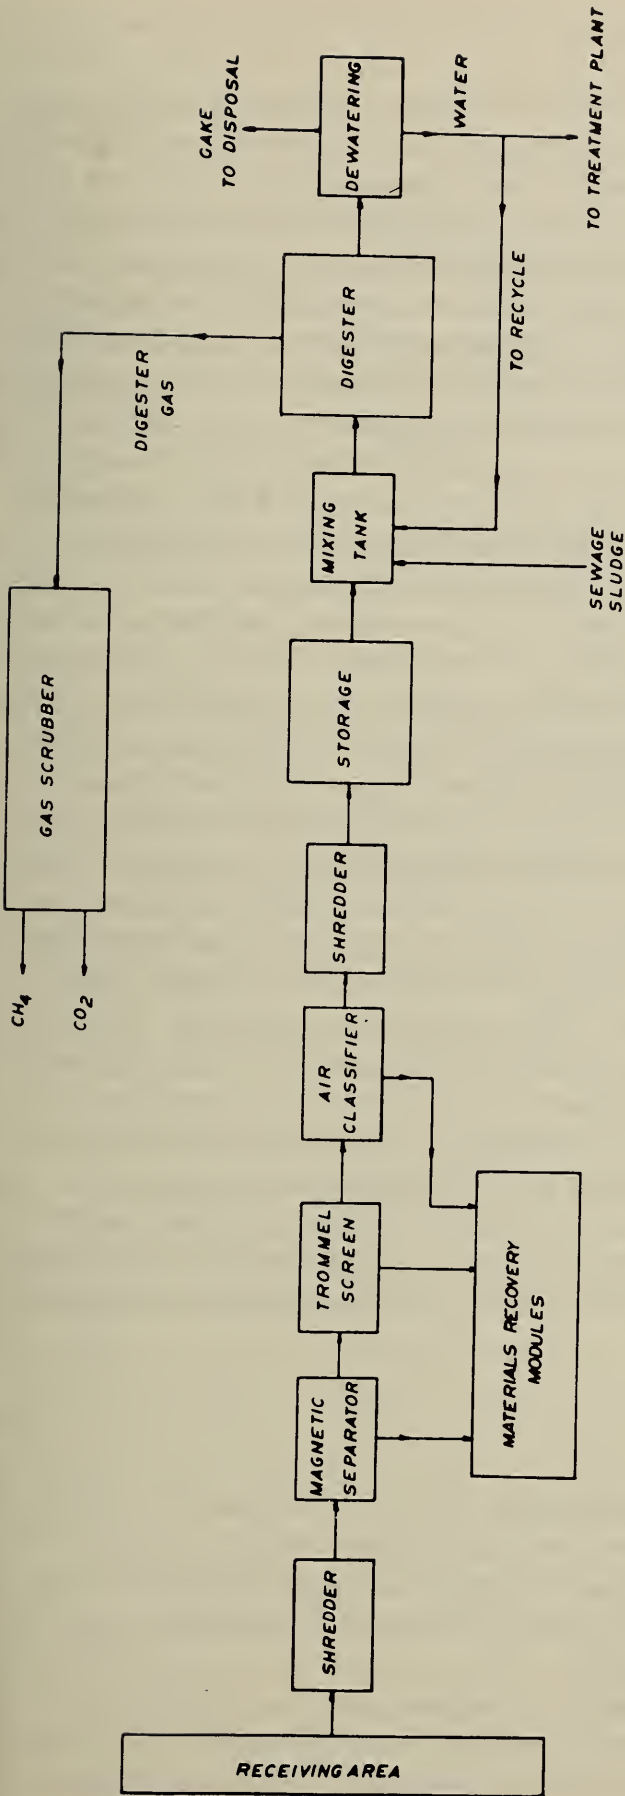 RECEIVING AREA
SHREDDER
MAGNETIC
SEPARATOR
TROMMEL
SCREEN
AIR
CLASSIFIER
SHREDDER
STORAGE
MIXING
TANK
DIGESTER
DEWATERING
MATERIALS RECOVERY
MODULES
CH4
CO2
GAS SCRUBBER
DIGESTER
GAS
CAKE
TO DISPOSAL
WATER
TO RECYCLE
SEWAGE
SLUDGE
TO TREATMENT PLANT